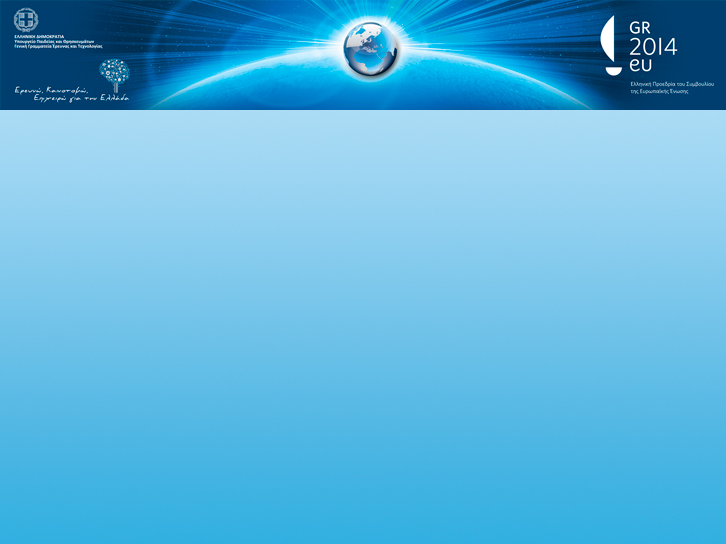 ΕΛΛΗΝΙΚΗ ΔΗΜΟΚΡΑΤΙΑ
Υπουργείο Παιδείας και Θρησκευμάτων
Γενική Γραμματεία Έρευνας και Τεχνολογίας
Ερευνώ, Καινοτομώ,
Επιχειρώ για την Ελλάδα
GR
2014
eu
Ελληνική Προεδρία του Συμβουλίου
της Ευρωπαϊκής Ένωσης